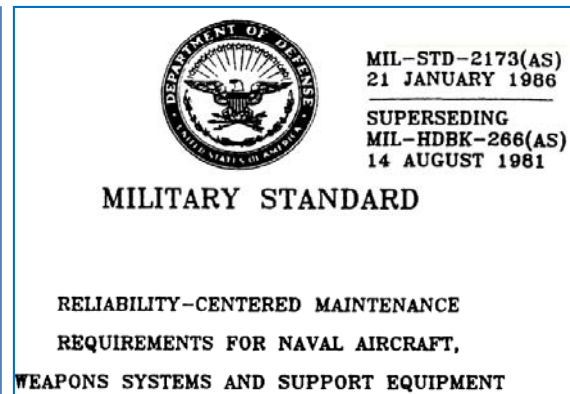 DEPARTMENT OF DEFENSE
UNITED STATES OF AMERICA
MIL-STD-2173(AS)
21 JANUARY 1986
SUPERSEDING
MIL-HDBK-266(AS)
14 AUGUST 1981
MILITARY STANDARD
RELIABILITY-CENTERED MAINTENANCE
REQUIREMENTS FOR NAVAL AIRCRAFT,
WEAPONS SYSTEMS AND SUPPORT EQUIPMENT